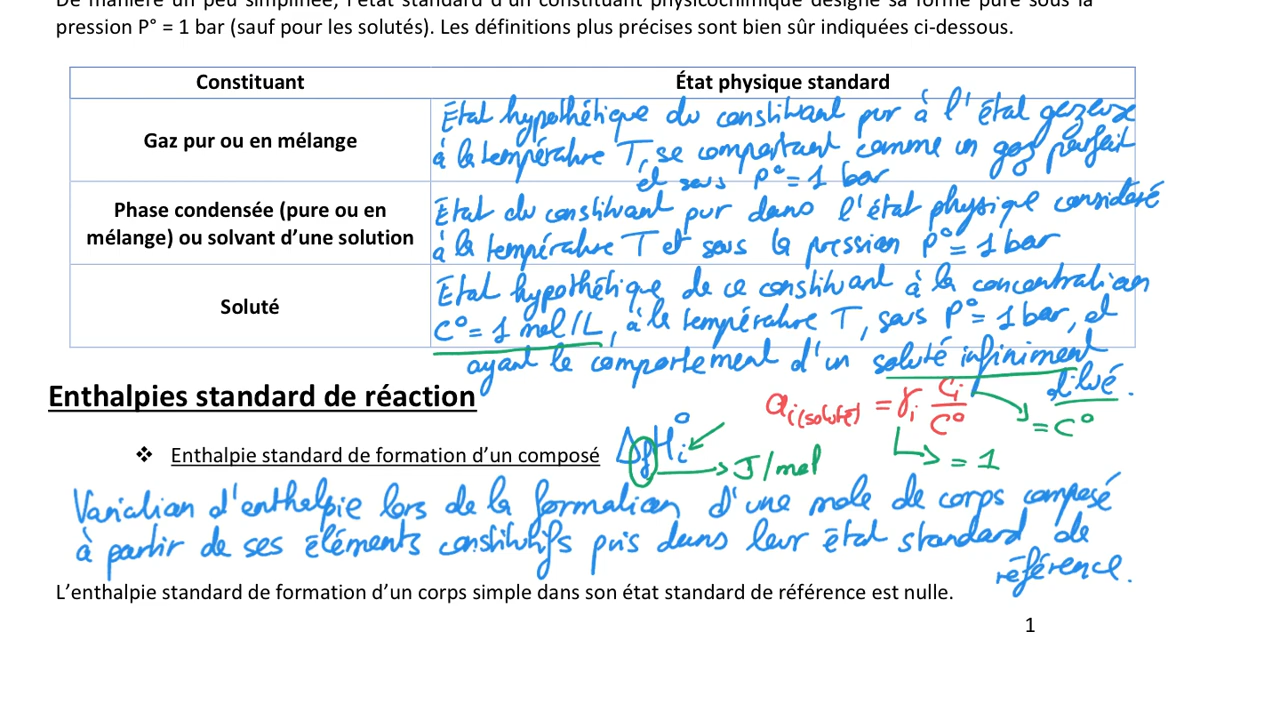 De manière un peu simplifiée, l'état standard d'un constituant physicochimique désigne sa forme pure sous la
pression P° = 1 bar (sauf pour les solutés). Les définitions plus précises sont bien sûr indiquées ci-dessous.
Constituant
État physique standard
Gaz pur ou en mélange
État hypothétique du constituant pur à l'état gazeux
à la température T, se comportant comme un gaz parfait
et sous P° = 1 bar
Phase condensée (pure ou en
mélange) ou solvant d'une solution
État du constituant pur dans l'état physique considéré
à la température T et sous la pression P° = 1 bar
Soluté
État hypothétique de ce constituant à la concentration
C° = 1 mol/L, à la température T, sous P° = 1 bar, et
ayant le comportement d'un soluté infiniment
dilué.
Enthalpies standard de réaction
a i(soluté) = γi Ci/C°
= C°
= 1
❖ Enthalpie standard de formation d'un composé
ΔfHi°
J/mol
Variation d'enthalpie lors de la formation d'une mole de corps composé
à partir de ses éléments constitutifs pris dans leur état standard de
référence.
L'enthalpie standard de formation d'un corps simple dans son état standard de référence est nulle.
1